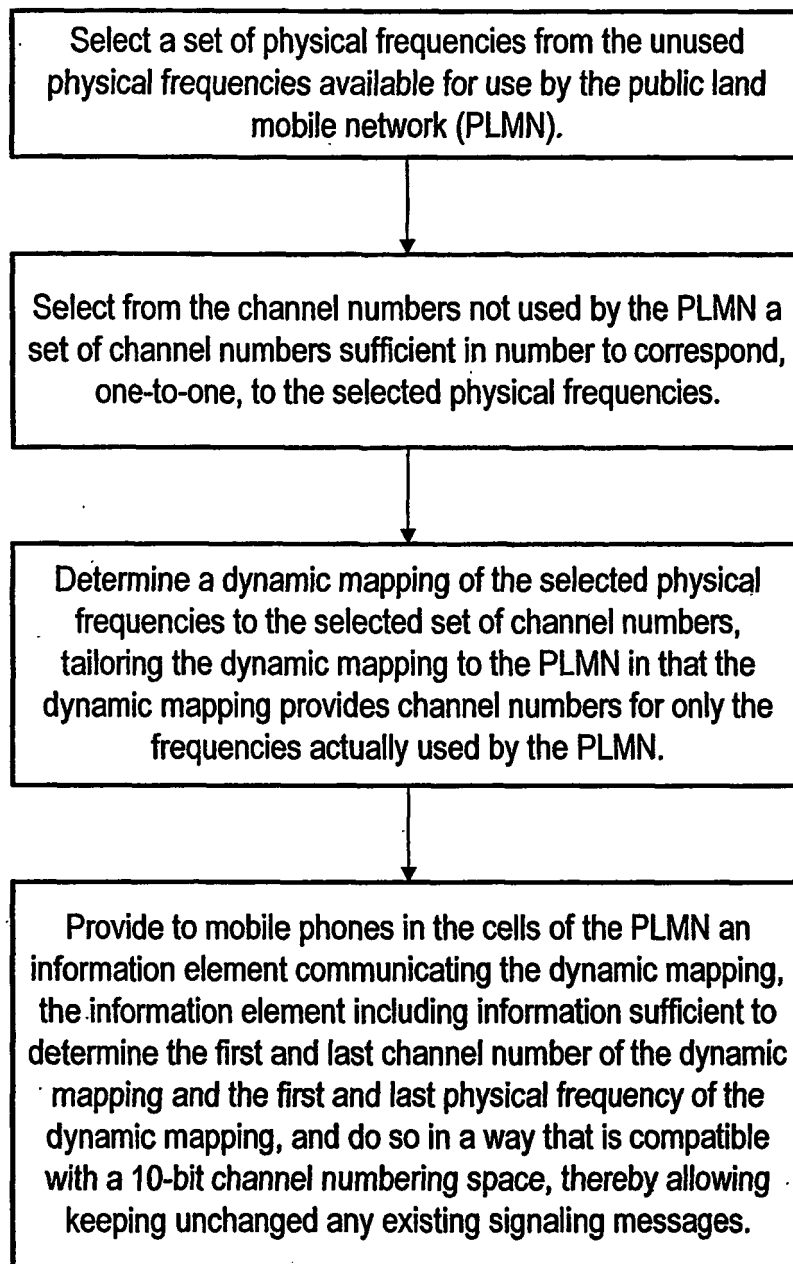 Select a set of physical frequencies from the unused
physical frequencies available for use by the public land
mobile network (PLMN).
Select from the channel numbers not used by the PLMN a
set of channel numbers sufficient in number to correspond,
one-to-one, to the selected physical frequencies.
Determine a dynamic mapping of the selected physical
frequencies to the selected set of channel numbers,
tailoring the dynamic mapping to the PLMN in that the
dynamic mapping provides channel numbers for only the
frequencies actually used by the PLMN.
Provide to mobile phones in the cells of the PLMN an
information element communicating the dynamic mapping,
the information element including information sufficient to
determine the first and last channel number of the dynamic
mapping and the first and last physical frequency of the
dynamic mapping, and do so in a way that is compatible
with a 10-bit channel numbering space, thereby allowing
keeping unchanged any existing signaling messages.